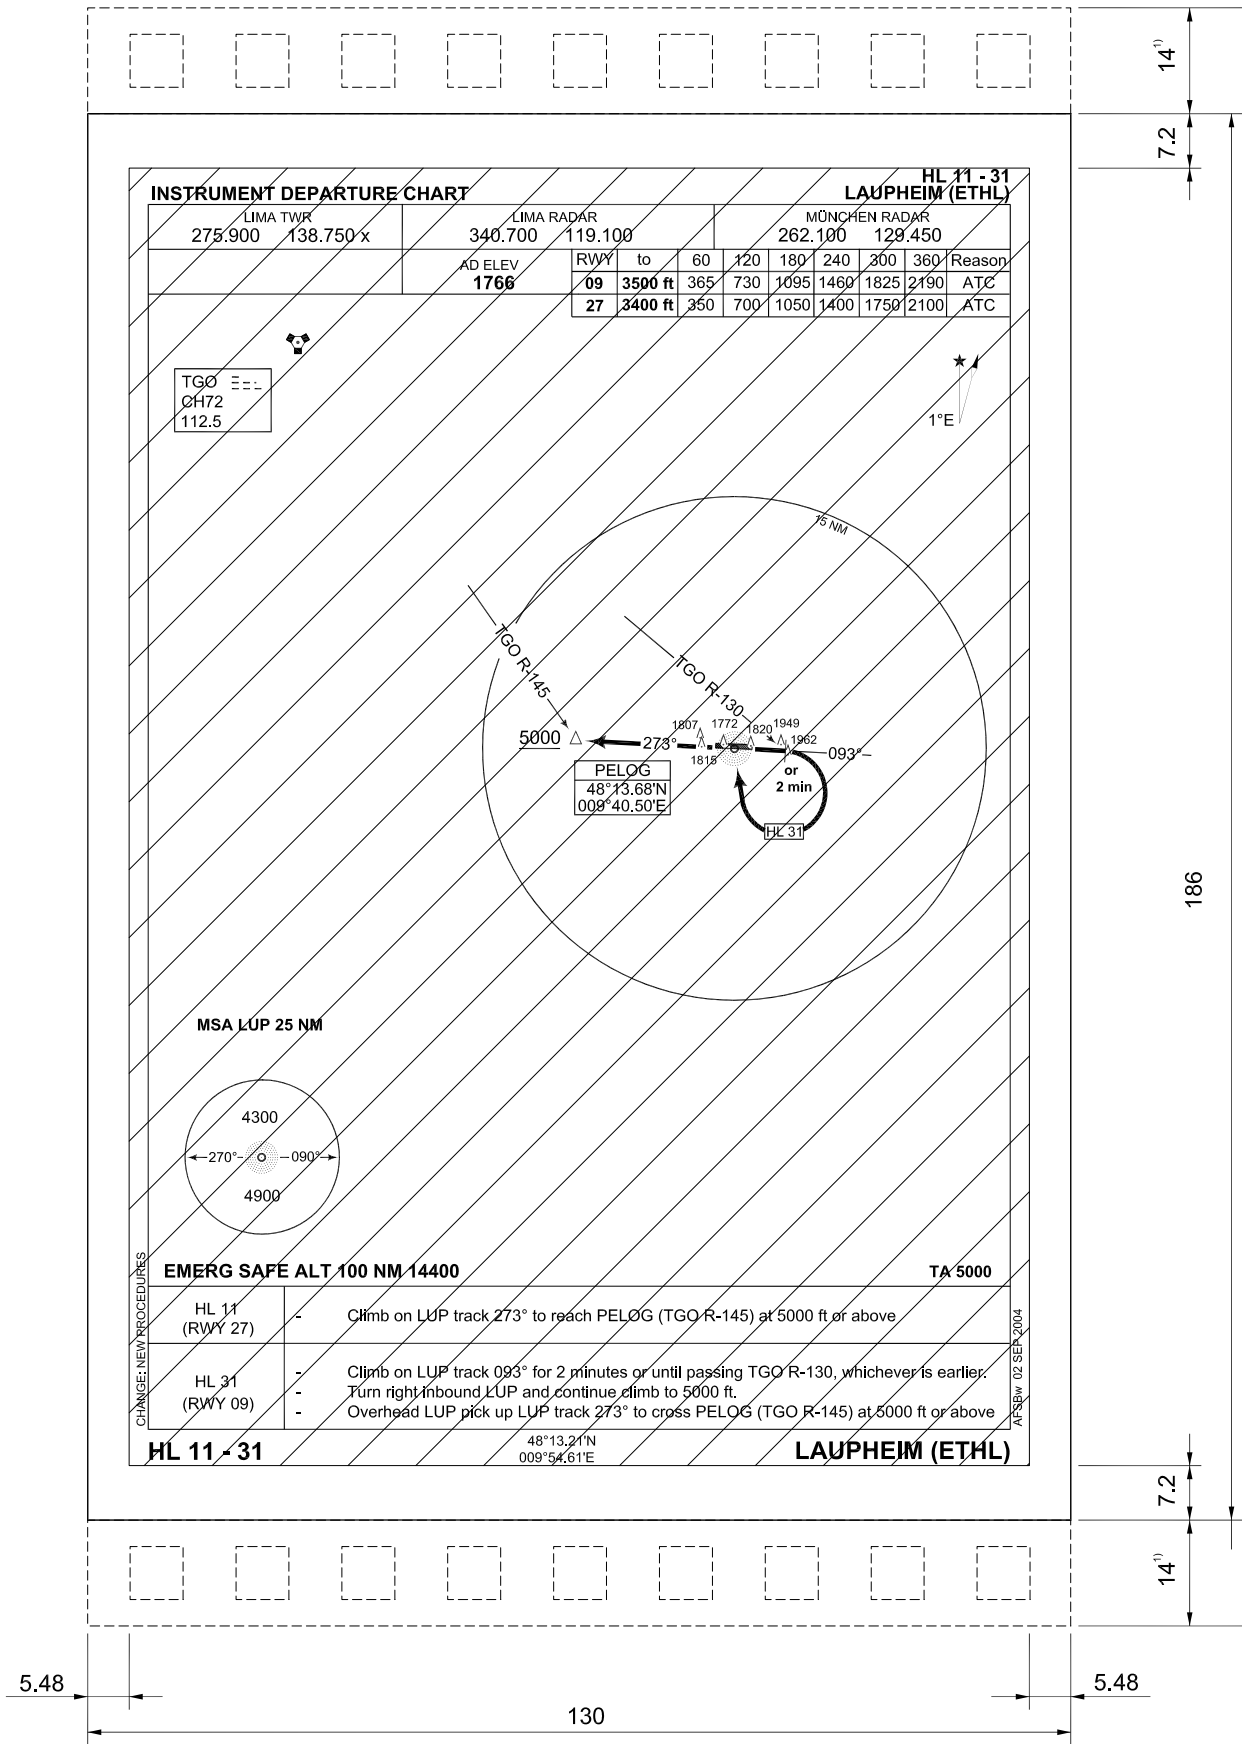 14 1)
7.2
HL 11 - 31
INSTRUMENT DEPARTURE CHART LAUPHEIM (ETHL)
LIMA TWR LIMA RADAR MÜNCHEN RADAR
275.900 138.750 x 340.700 119.100 262.100 129.450
AD ELEV
1766
RWY to 60 120 180 240 300 360 Reason
09 3500 ft 365 730 1095 1460 1825 2190 ATC
27 3400 ft 350 700 1050 1400 1750 2100 ATC
TGO
CH72
112.5
1°E
15 NM
TGO R-145
TGO R-130
1807 1772 1820 1949
5000 273° 1962
1815 093°
PELOG
48°13.68'N
009°40.50'E
or
2 min
HL 31
186
MSA LUP 25 NM
4300
270° 090°
4900
CHANGE: NEW PROCEDURES
EMERG SAFE ALT 100 NM 14400 TA 5000
HL 11
(RWY 27)
- Climb on LUP track 273° to reach PELOG (TGO R-145) at 5000 ft or above
HL 31
(RWY 09)
- Climb on LUP track 093° for 2 minutes or until passing TGO R-130, whichever is earlier.
- Turn right inbound LUP and continue climb to 5000 ft.
- Overhead LUP pick up LUP track 273° to cross PELOG (TGO R-145) at 5000 ft or above
AFSBw 02 SEP 2004
HL 11 - 31
48°13.21'N
009°54.61'E
LAUPHEIM (ETHL)
7.2
14 1)
5.48
5.48
130